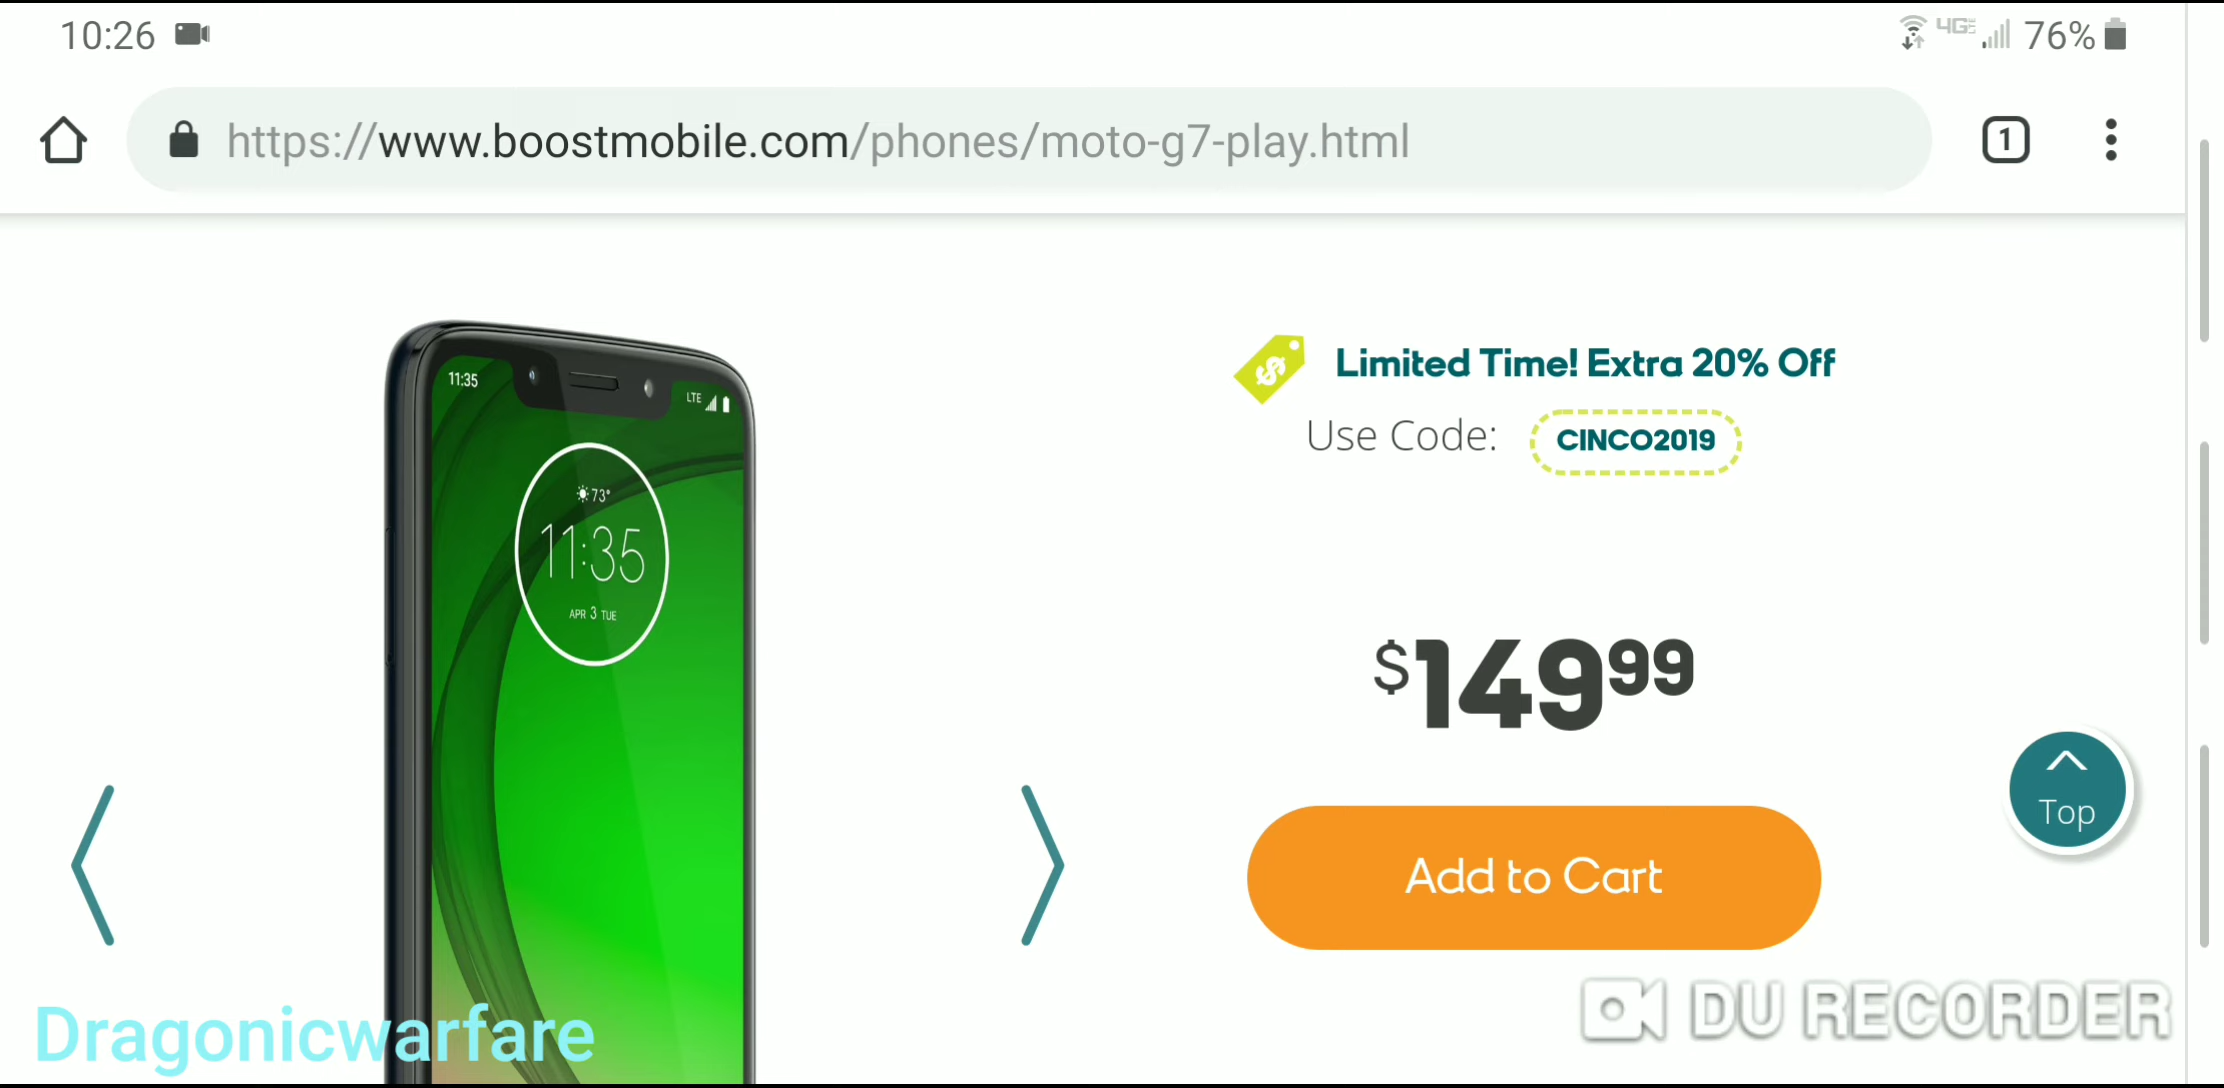 10:26
4G 76%
https://www.boostmobile.com/phones/moto-g7-play.html
1
Limited Time! Extra 20% Off
Use Code: CINCO2019
11:35
LTE
73°
11:35
APR 3 TUE
$149 99
Top
Add to Cart
DU RECORDER
Dragonicwarfare